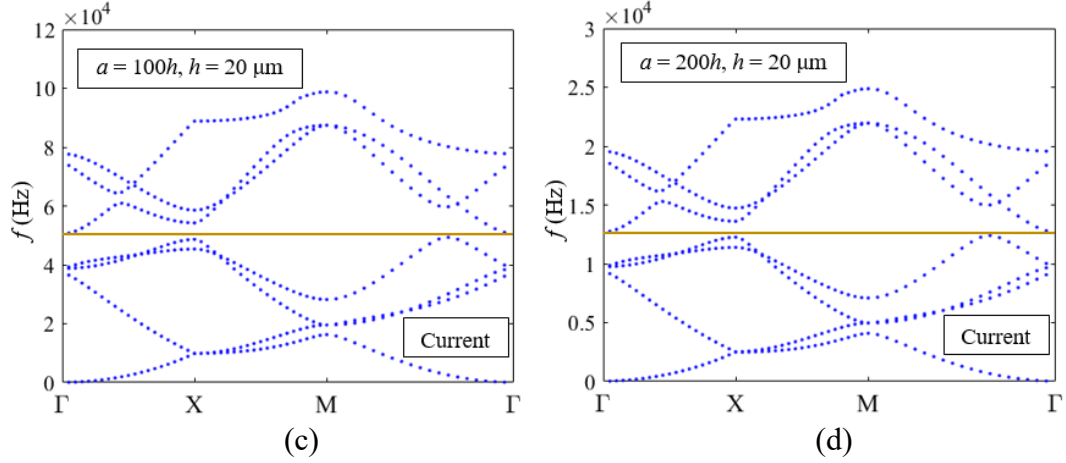 ×10⁴
12
10
8
6
4
2
0
f (Hz)
a = 100h, h = 20 μm
Current
Γ X M Γ
(c)
×10⁴
3
2.5
2
1.5
1
0.5
0
f (Hz)
a = 200h, h = 20 μm
Current
Γ X M Γ
(d)